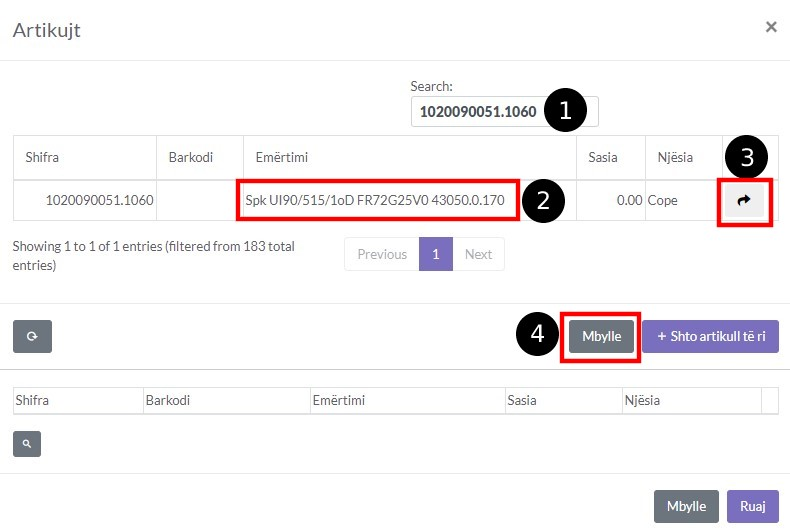 Artikujt
×
Search:
1020090051.1060
1
3
Shifra Barkodi Emërtimi Sasia Njësia
1020090051.1060 Spk UI90/515/1oD FR72G25V0 43050.0.170 2 0.00 Cope
Showing 1 to 1 of 1 entries (filtered from 183 total
entries)
Previous 1 Next
4 Mbylle + Shto artikull të ri
Shifra Barkodi Emërtimi Sasia Njësia
Mbylle Ruaj